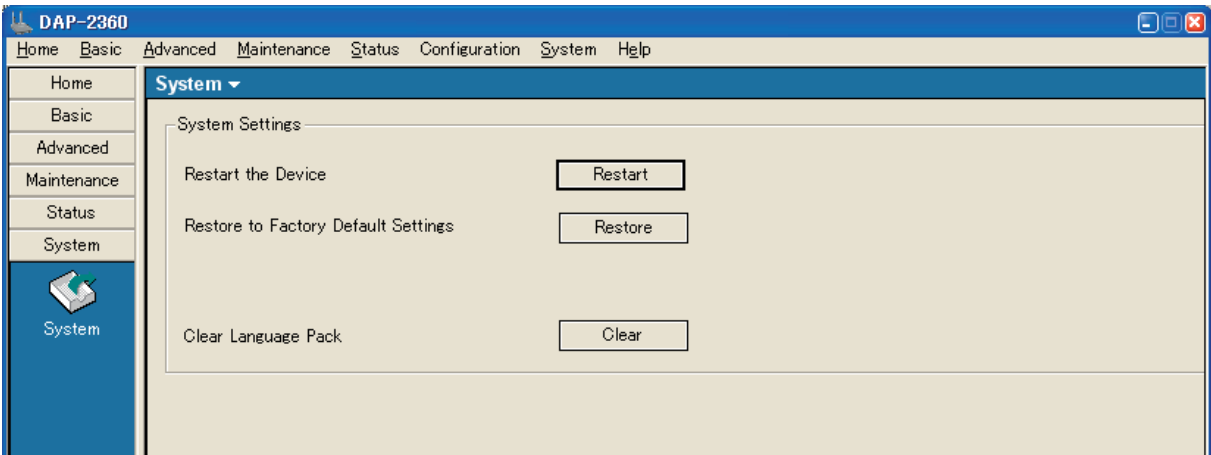 DAP-2360
Home Basic Advanced Maintenance Status Configuration System Help
Home
Basic
Advanced
Maintenance
Status
System
System
System
System Settings
Restart the Device Restart
Restore to Factory Default Settings Restore
Clear Language Pack Clear